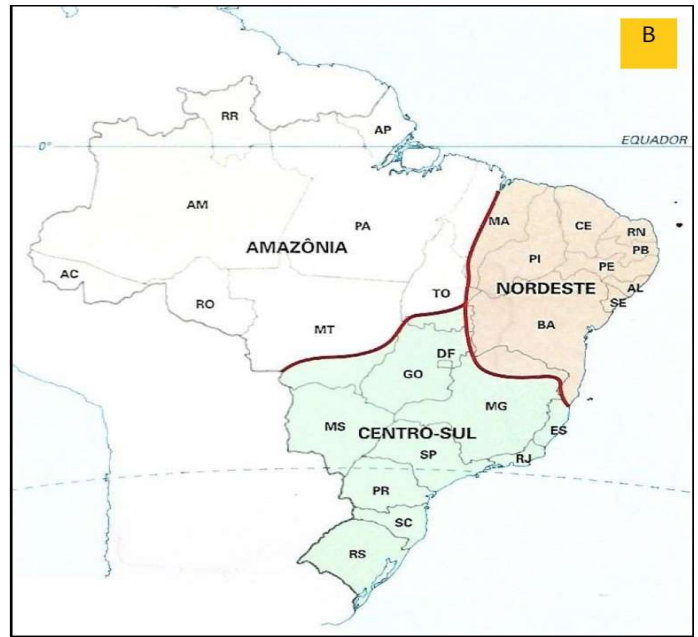 B
EQUADOR
0°
RR
AP
AM
PA
AMAZÔNIA
AC
RO
MT
TO
MA
CE
RN
PB
PI
PE
NORDESTE
AL
SE
BA
DF
GO
MG
MS
CENTRO-SUL
ES
SP
RJ
PR
SC
RS